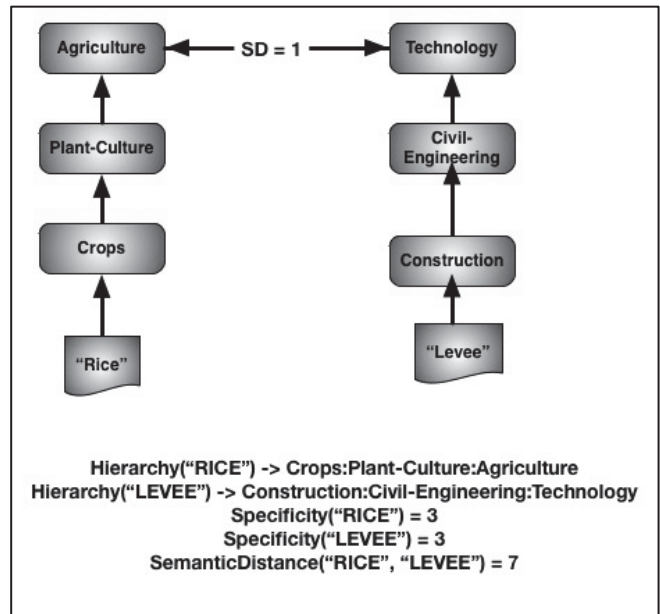 Agriculture
SD = 1
Technology
Plant-Culture
Civil-
Engineering
Crops
Construction
“Rice”
“Levee”
Hierarchy(“RICE”) -> Crops:Plant-Culture:Agriculture
Hierarchy(“LEVEE”) -> Construction:Civil-Engineering:Technology
Specificity(“RICE”) = 3
Specificity(“LEVEE”) = 3
SemanticDistance(“RICE”, “LEVEE”) = 7